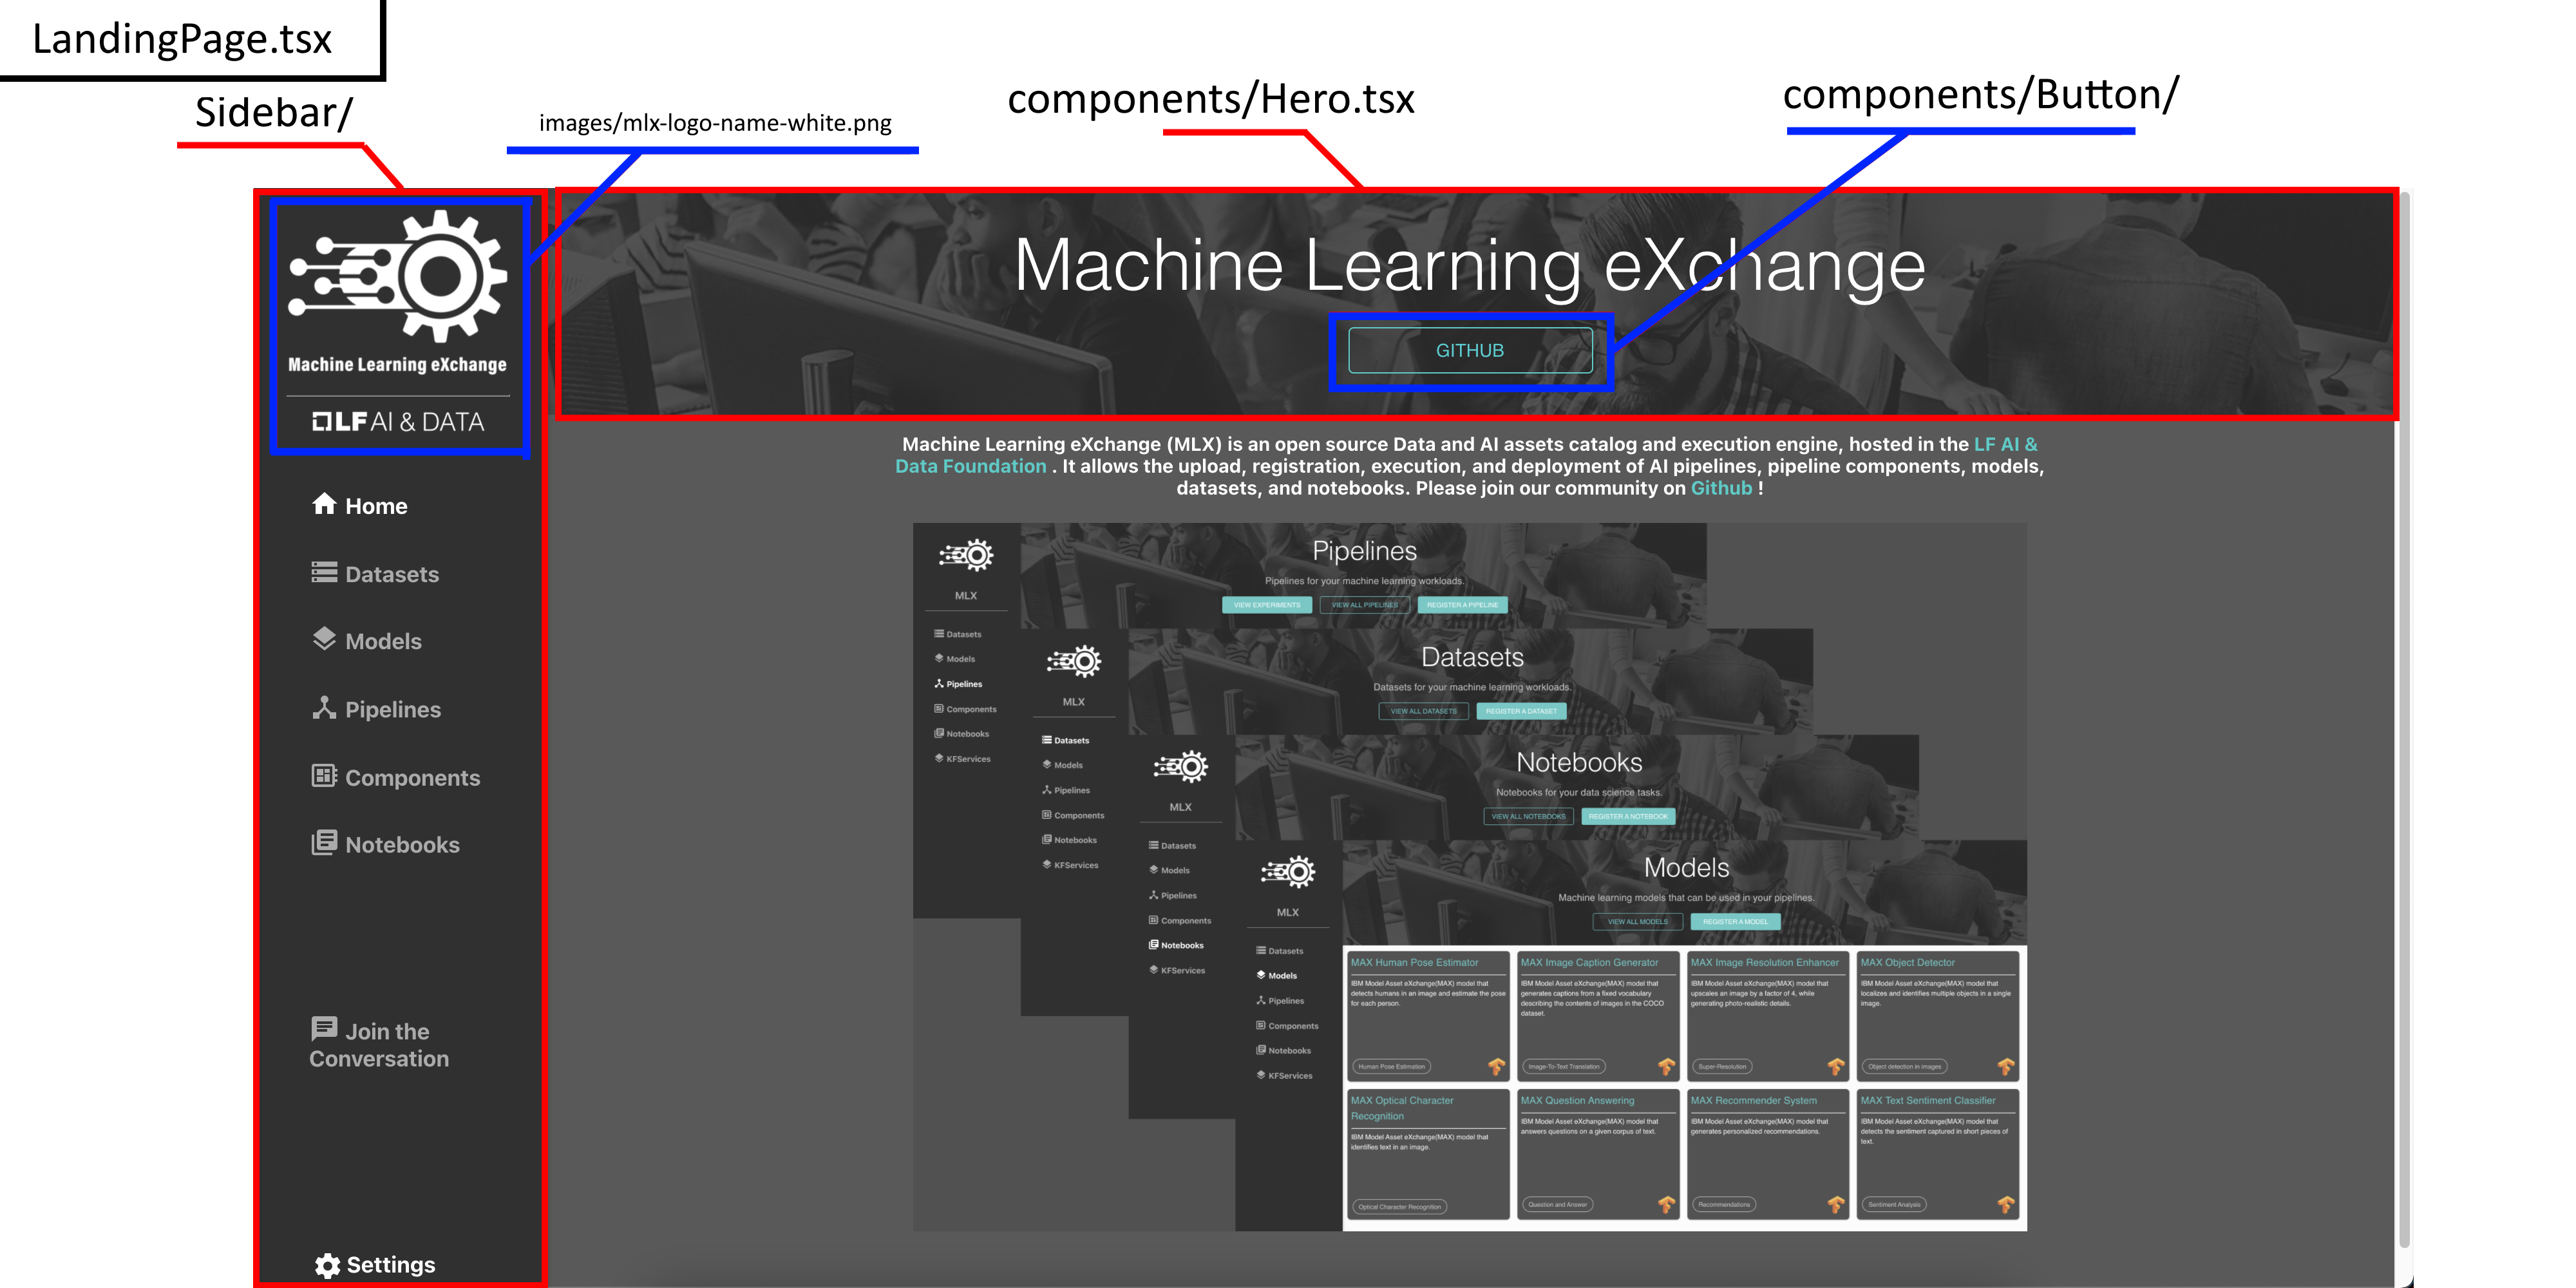 LandingPage.tsx
Sidebar/
images/mlx-logo-name-white.png
components/Hero.tsx
components/Button/
Machine Learning eXchange
LF AI & DATA
Home
Datasets
Models
Pipelines
Components
Notebooks
Join the
Conversation
Settings
Machine Learning eXchange
GITHUB
Machine Learning eXchange (MLX) is an open source Data and AI assets catalog and execution engine, hosted in the LF AI &
Data Foundation . It allows the upload, registration, execution, and deployment of AI pipelines, pipeline components, models,
datasets, and notebooks. Please join our community on Github !
MLX
Datasets
Models
Pipelines
Components
Notebooks
KFServices
Pipelines
Pipelines for your machine learning workloads.
VIEW EXPERIMENTS
VIEW ALL PIPELINES
REGISTER A PIPELINE
MLX
Datasets
Models
Pipelines
Components
Notebooks
KFServices
Datasets
Datasets for your machine learning workloads.
VIEW ALL DATASETS
REGISTER A DATASET
MLX
Datasets
Models
Pipelines
Components
Notebooks
KFServices
Notebooks
Notebooks for your data science tasks.
VIEW ALL NOTEBOOKS
REGISTER A NOTEBOOK
MLX
Datasets
Models
Pipelines
Components
Notebooks
KFServices
Models
Machine learning models that can be used in your pipelines.
VIEW ALL MODELS
REGISTER A MODEL
MAX Human Pose Estimator
IBM Model Asset eXchange(MAX) model that
detects humans in an image and estimate the pose
for each person.
Human Pose Estimation
MAX Image Caption Generator
IBM Model Asset eXchange(MAX) model that
generates captions from a fixed vocabulary
describing the contents of images in the COCO
dataset.
Image-To-Text Translation
MAX Image Resolution Enhancer
IBM Model Asset eXchange(MAX) model that
upscales an image by a factor of 4, while
generating photo-realistic details.
Super-Resolution
MAX Object Detector
IBM Model Asset eXchange(MAX) model that
localizes and identifies multiple objects in a single
image.
Object detection in images
MAX Optical Character
Recognition
IBM Model Asset eXchange(MAX) model that
identifies text in an image.
Optical Character Recognition
MAX Question Answering
IBM Model Asset eXchange(MAX) model that
answers questions on a given corpus of text.
Question and Answer
MAX Recommender System
IBM Model Asset eXchange(MAX) model that
generates personalized recommendations.
Recommendations
MAX Text Sentiment Classifier
IBM Model Asset eXchange(MAX) model that
detects the sentiment captured in short pieces of
text.
Sentiment Analysis